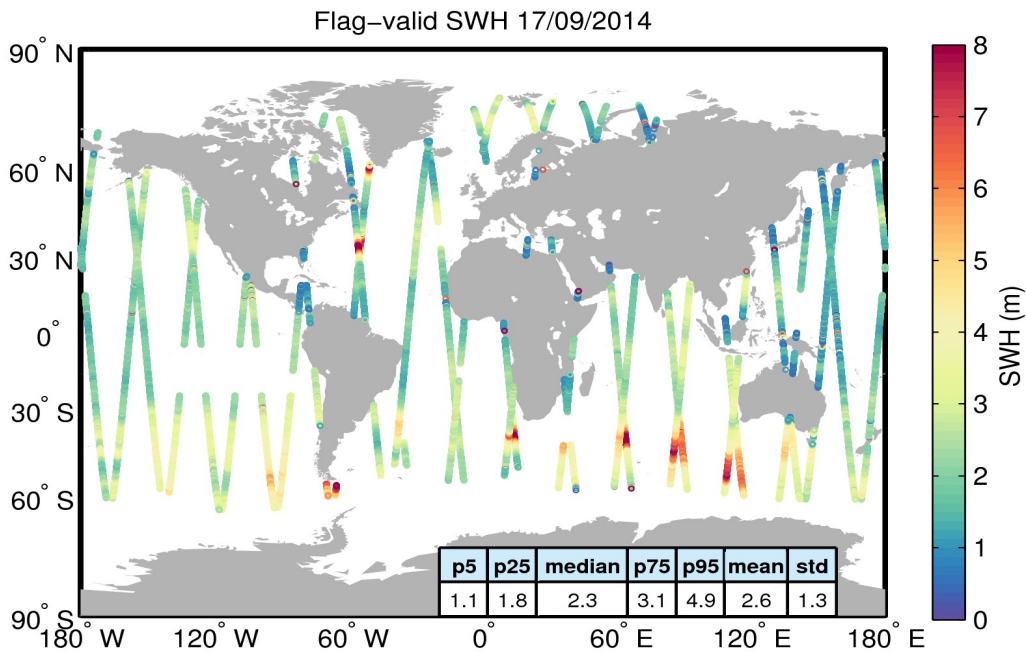 Flag−valid SWH 17/09/2014
90° N
60° N
30° N
0°
30° S
60° S
90° S
180° W
120° W
60° W
0°
60° E
120° E
180° E
8
7
6
5
4
3
2
1
0
SWH (m)
p5 p25 median p75 p95 mean std
1.1 1.8 2.3 3.1 4.9 2.6 1.3